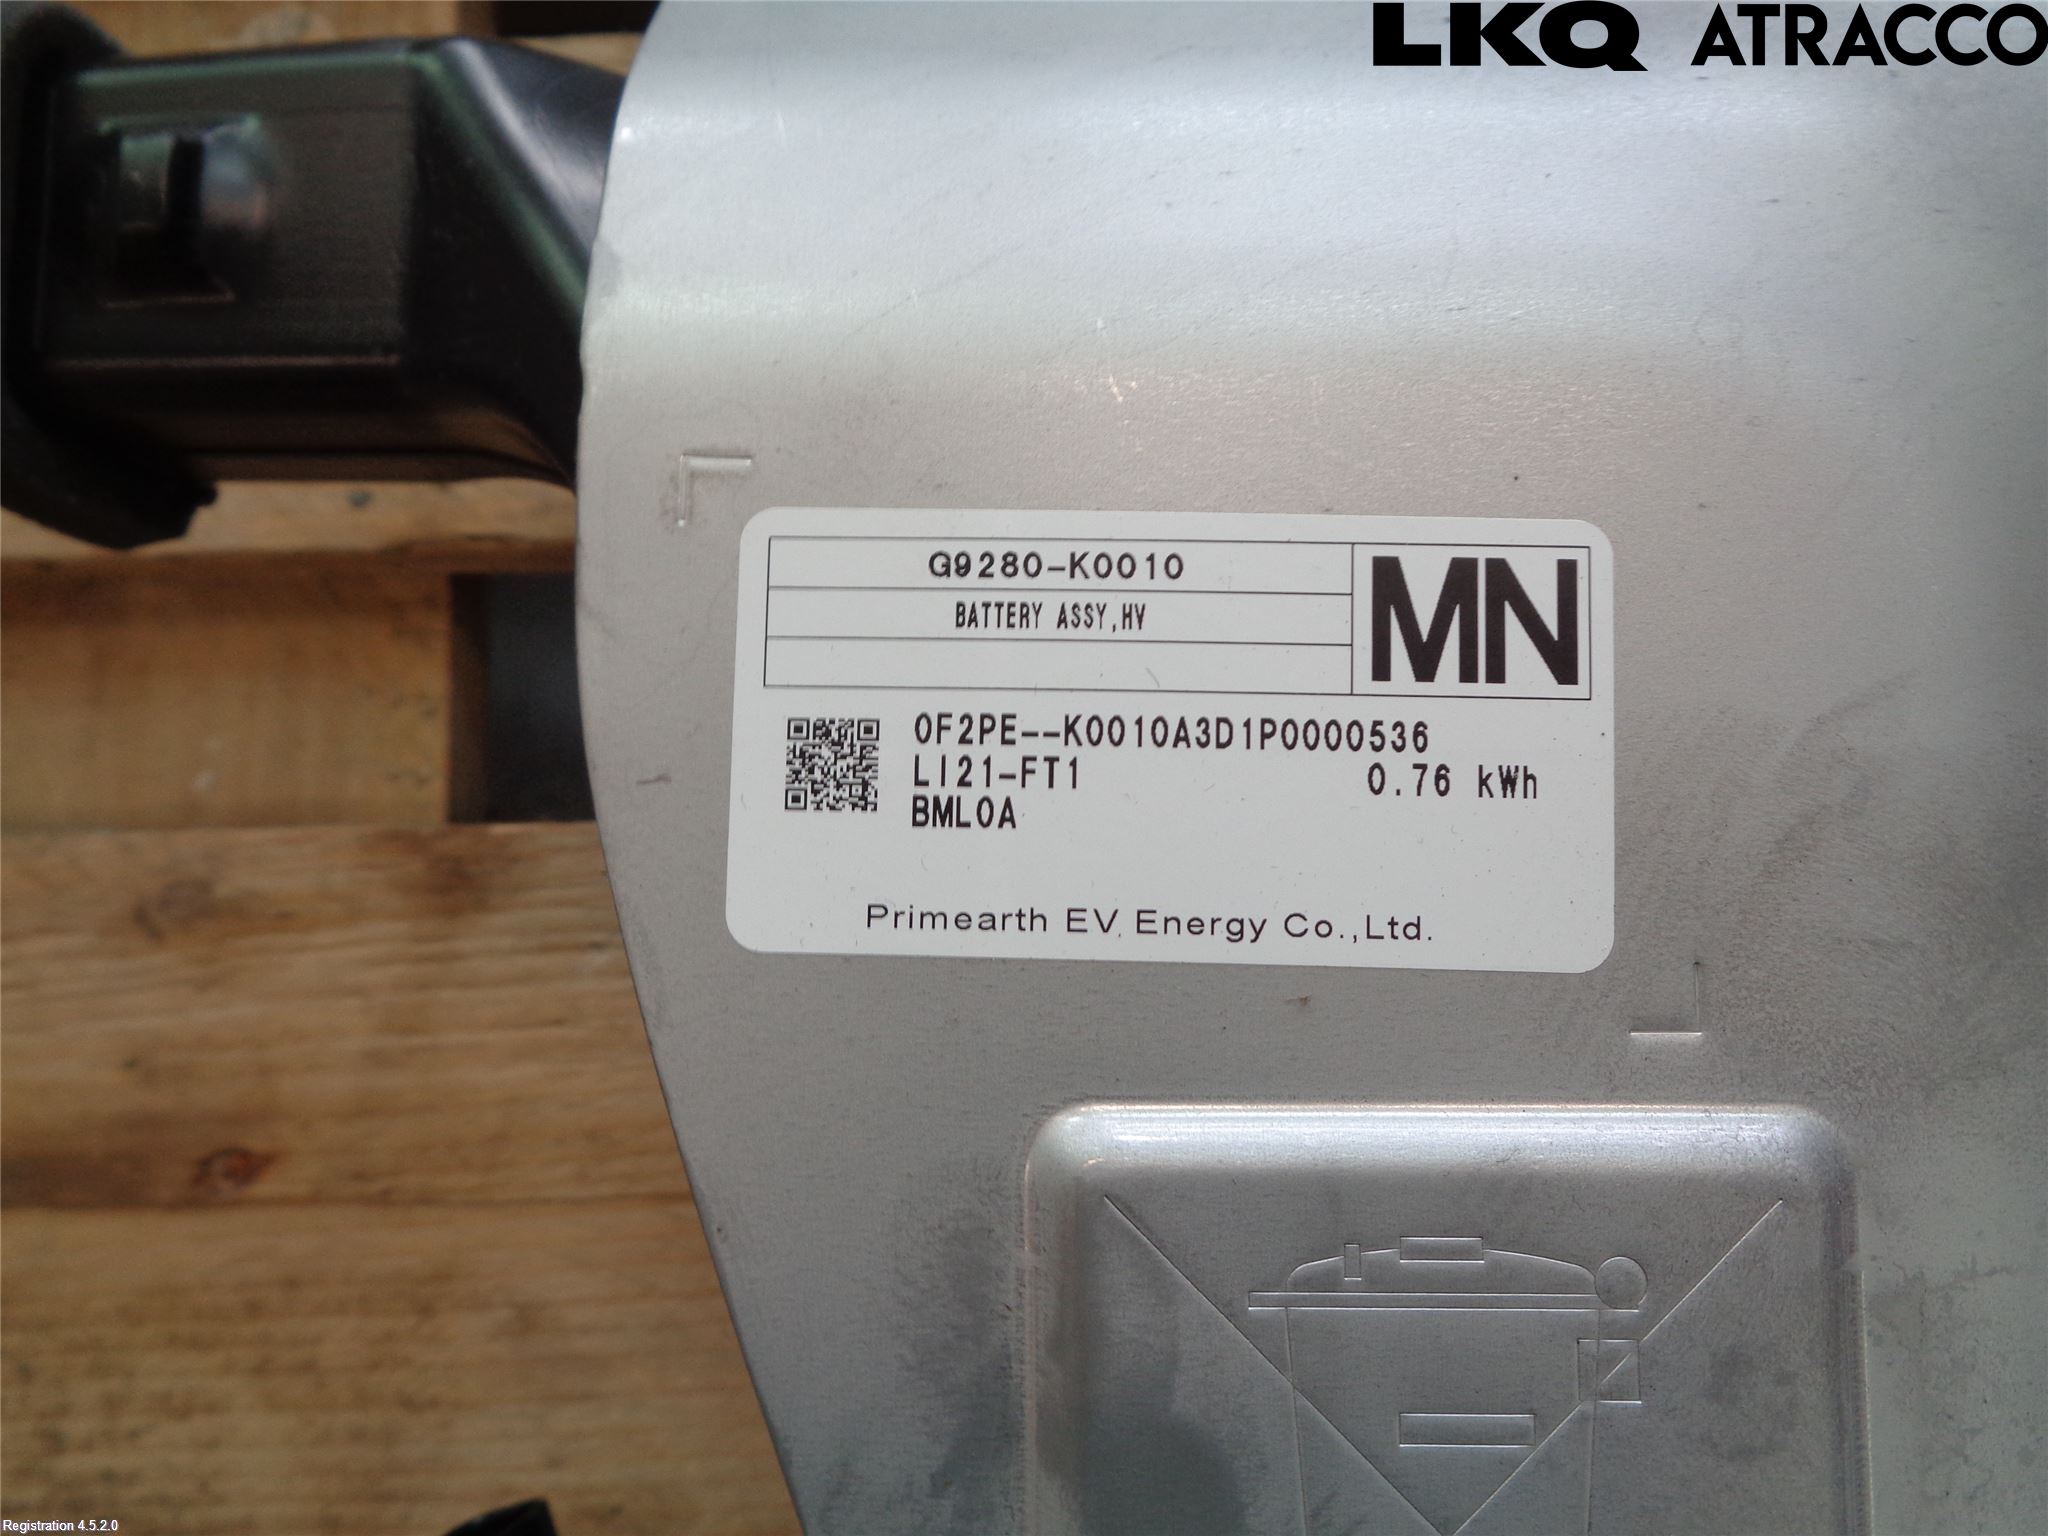 LKQ ATRACCO
G9280-K0010
BATTERY ASSY,HV
MN
0F2PE--K0010A3D1P0000536
LI21-FT1
0.76 kWh
BML0A
Primearth EV Energy Co.,Ltd.
Registration 4.5.2.0